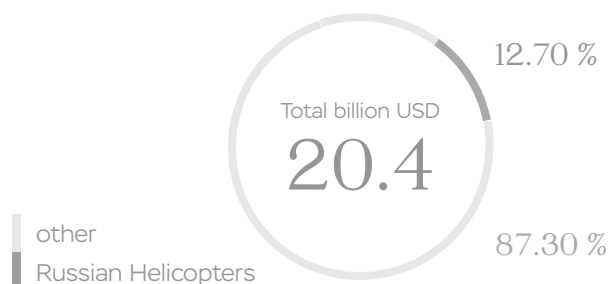 12.70 %
Total billion USD
20.4
other
87.30 %
Russian Helicopters